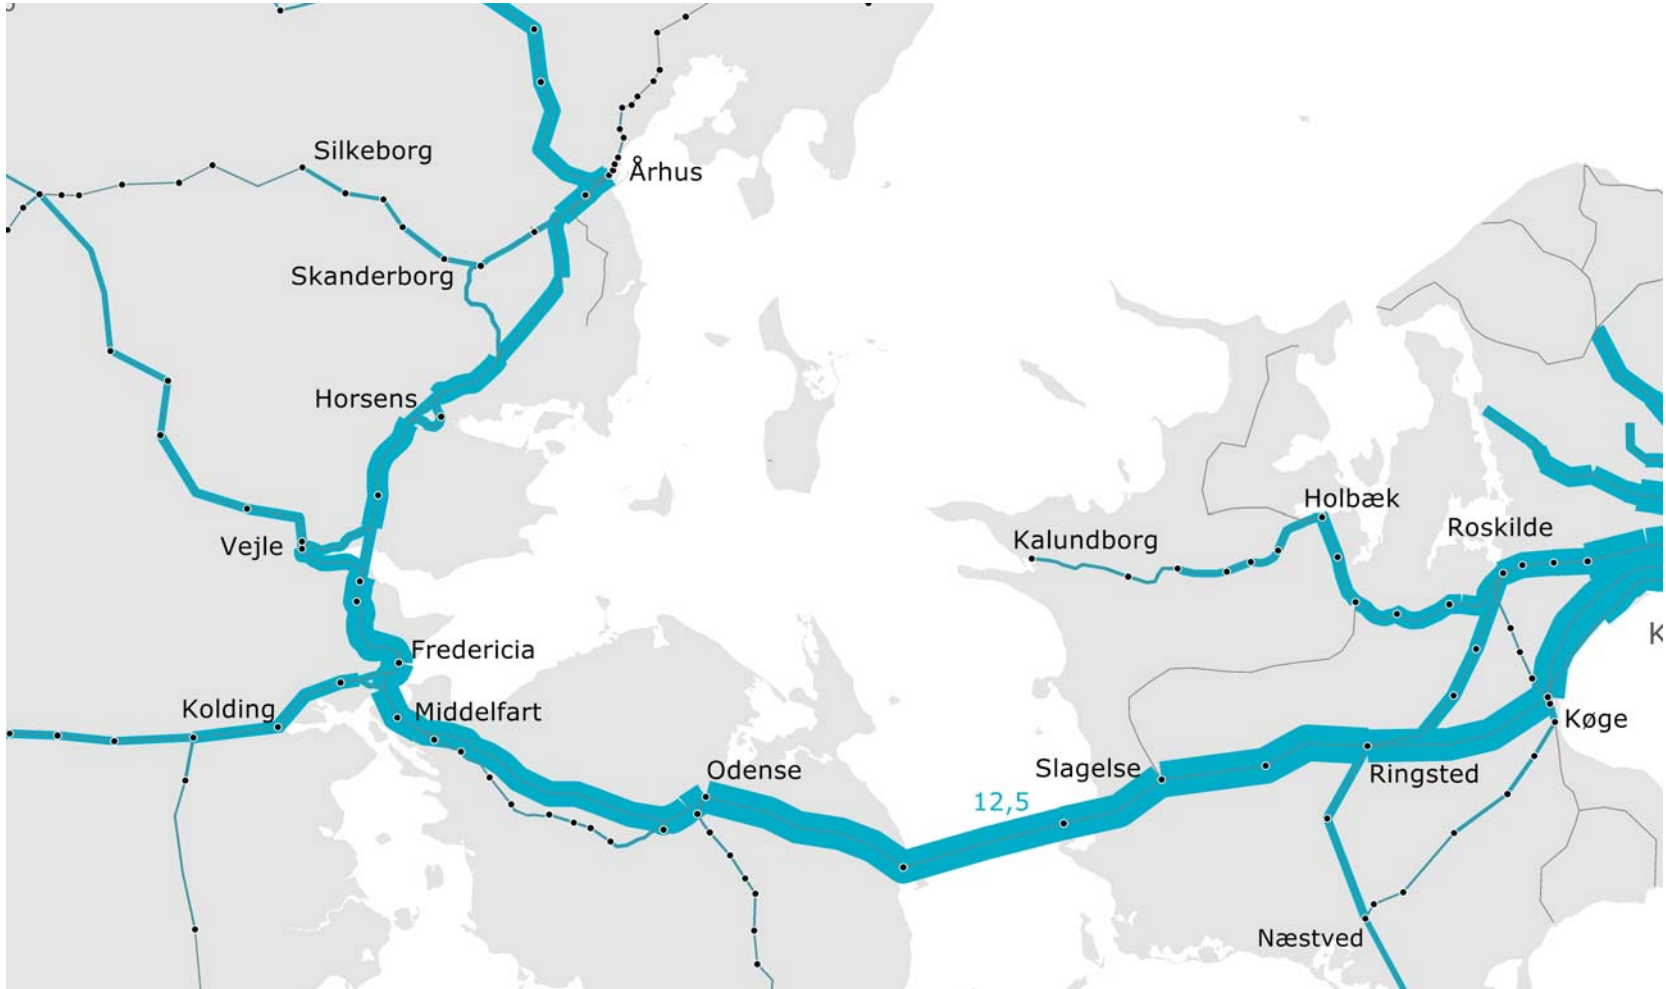 Silkeborg
Århus
Skanderborg
Horsens
Holbæk
Roskilde
Kalundborg
Vejle
Fredericia
K
Kolding
Middelfart
Køge
Odense
Slagelse
Ringsted
12,5
Næstved